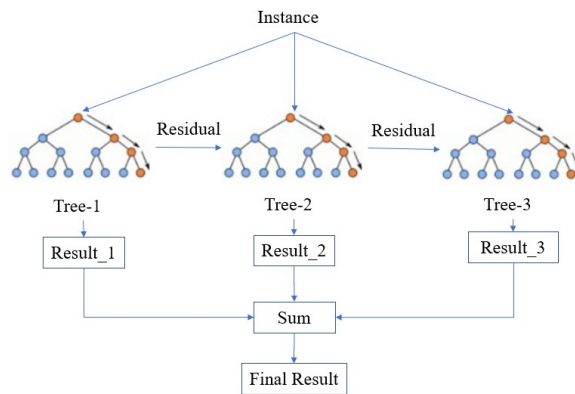 Instance
Residual
Residual
Tree-1
Tree-2
Tree-3
Result_1
Result_2
Result_3
Sum
Final Result